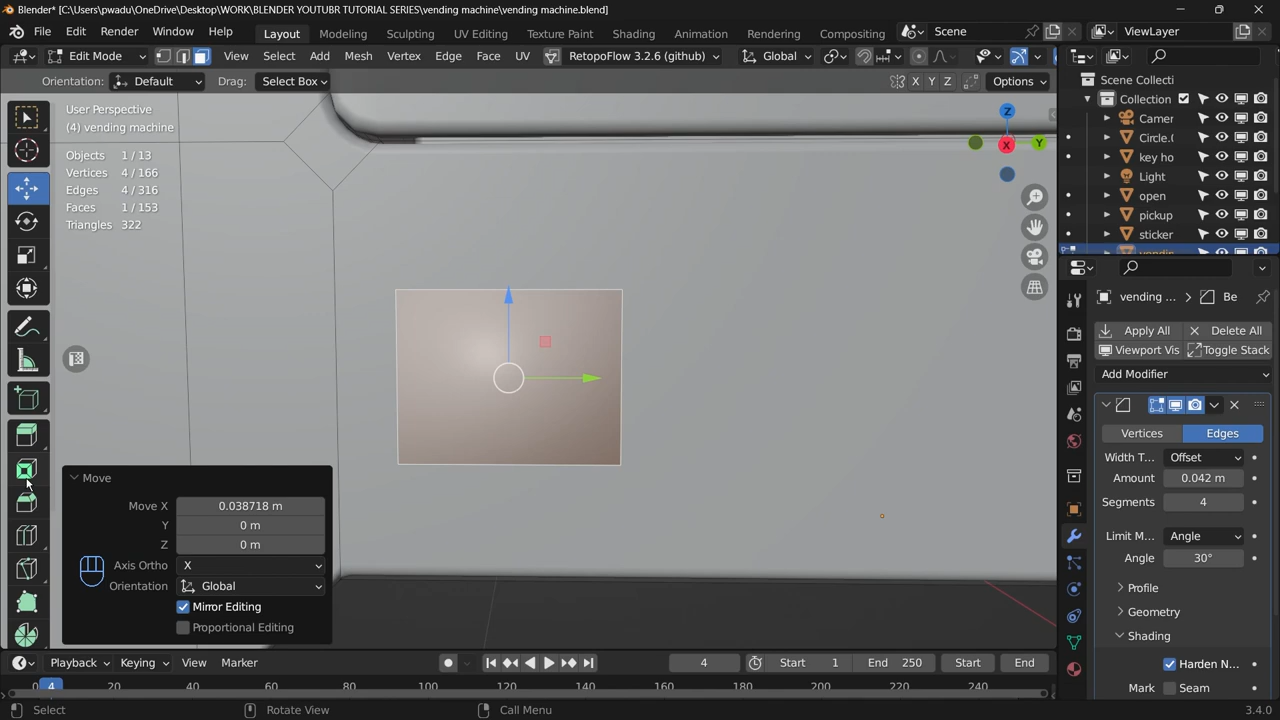 Blender* [C:\Users\pwadu\OneDrive\Desktop\WORK\BLENDER YOUTUBR TUTORIAL SERIES\vending machine\vending machine.blend]
File Edit Render Window Help Layout Modeling Sculpting UV Editing Texture Paint Shading Animation Rendering Compositing Scene ViewLayer
Edit Mode View Select Add Mesh Vertex Edge Face UV RetopoFlow 3.2.6 (github) Global
Orientation: Default Drag: Select Box X Y Z Options
User Perspective
(4) vending machine
Objects 1 / 13
Vertices 4 / 166
Edges 4 / 316
Faces 1 / 153
Triangles 322
Z
X
Y
Scene Collecti
Collection
Camer
Circle.(
key ho
Light
open
pickup
sticker
vending ... Be
Apply All Delete All
Viewport Vis Toggle Stack
Add Modifier
Vertices Edges
Width T... Offset
Amount 0.042 m
Segments 4
Limit M... Angle
Angle 30°
Profile
Geometry
Shading
Harden N...
Mark Seam
Move
Move X 0.038718 m
Y 0 m
Z 0 m
Axis Ortho X
Orientation Global
Mirror Editing
Proportional Editing
Playback Keying View Marker 4 Start 1 End 250 Start End
0 4 20 40 60 80 100 120 140 160 180 200 220 240
Select Rotate View Call Menu 3.4.0